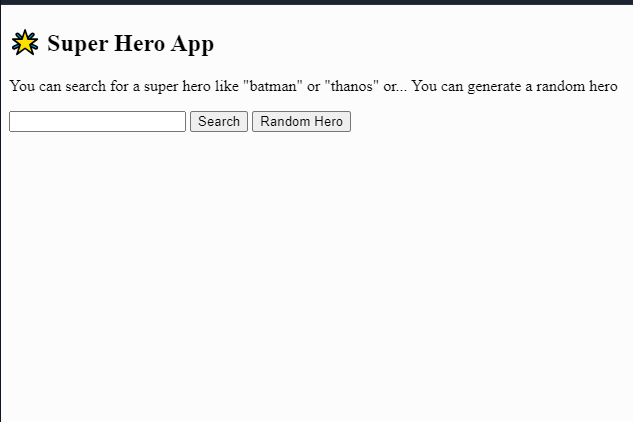 🌟 Super Hero App
You can search for a super hero like "batman" or "thanos" or... You can generate a random hero
Search Random Hero